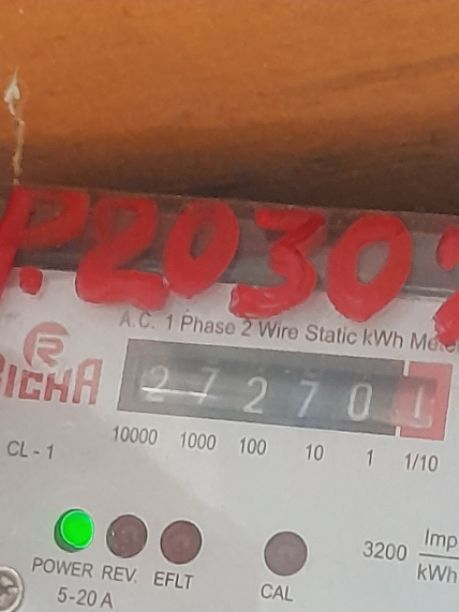 P.2030
A.C. 1 Phase 2 Wire Static kWh
RICHA
272701
10000 1000 100 10 1 1/10
CL - 1
POWER REV. EFLT CAL
5-20 A
3200 Imp
kWh